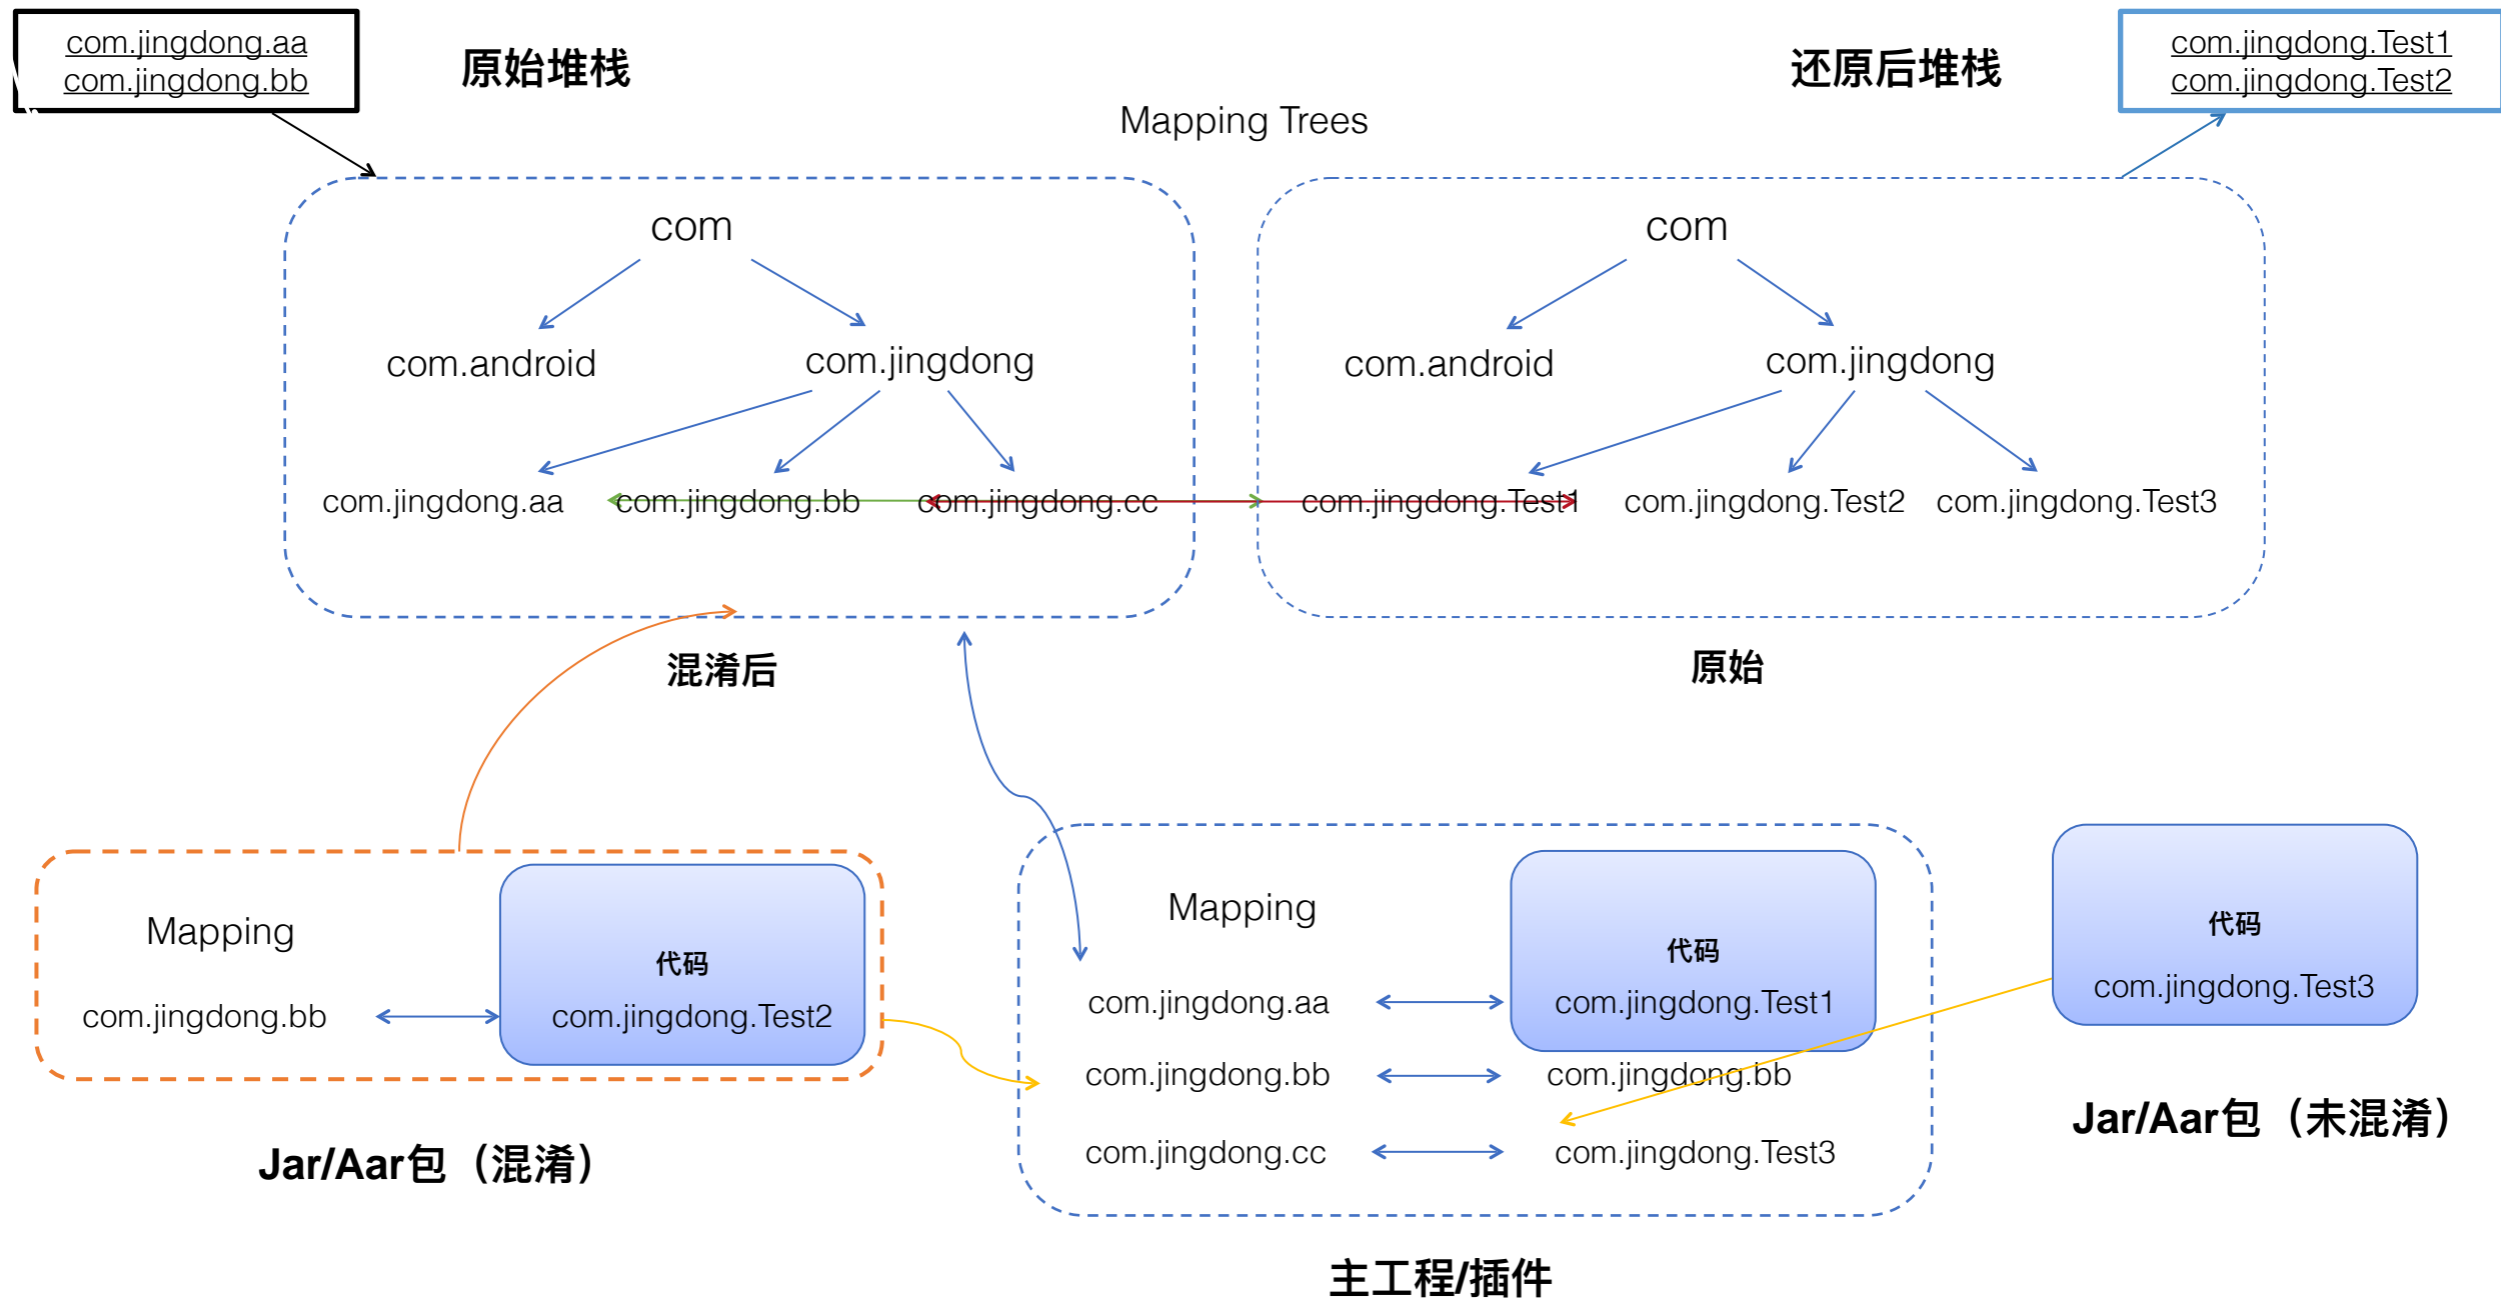 com.jingdong.aa
com.jingdong.bb
原始堆栈
还原后堆栈
com.jingdong.Test1
com.jingdong.Test2
Mapping Trees
com
com.android
com.jingdong
com.jingdong.aa
com.jingdong.bb
com.jingdong.cc
混淆后
com
com.android
com.jingdong
com.jingdong.Test1
com.jingdong.Test2
com.jingdong.Test3
原始
Mapping
代码
com.jingdong.bb
com.jingdong.Test2
Jar/Aar包（混淆）
Mapping
代码
com.jingdong.aa
com.jingdong.Test1
com.jingdong.bb
com.jingdong.bb
com.jingdong.cc
com.jingdong.Test3
主工程/插件
代码
com.jingdong.Test3
Jar/Aar包（未混淆）